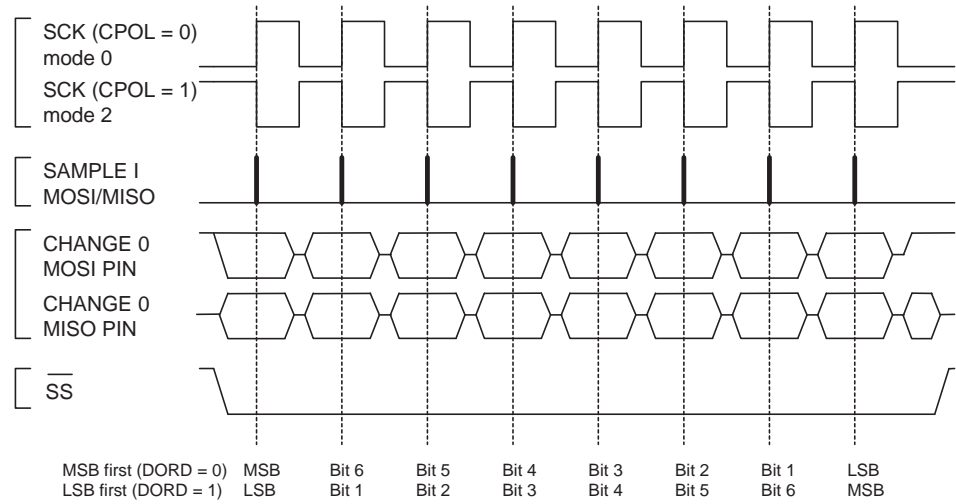 SCK (CPOL = 0)
mode 0
SCK (CPOL = 1)
mode 2
SAMPLE I
MOSI/MISO
CHANGE 0
MOSI PIN
CHANGE 0
MISO PIN
SS
MSB first (DORD = 0) MSB Bit 6 Bit 5 Bit 4 Bit 3 Bit 2 Bit 1 LSB
LSB first (DORD = 1) LSB Bit 1 Bit 2 Bit 3 Bit 4 Bit 5 Bit 6 MSB